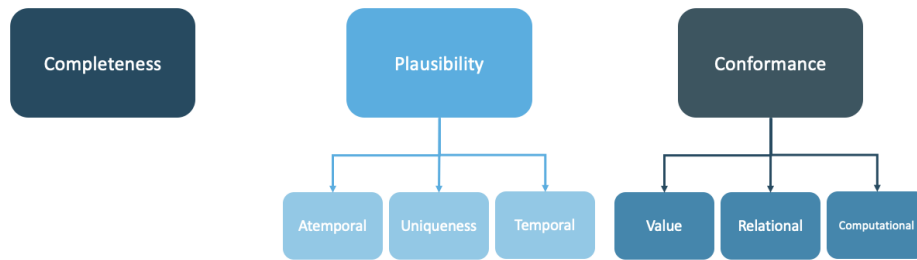 Completeness
Plausibility
Conformance
Atemporal
Uniqueness
Temporal
Value
Relational
Computational